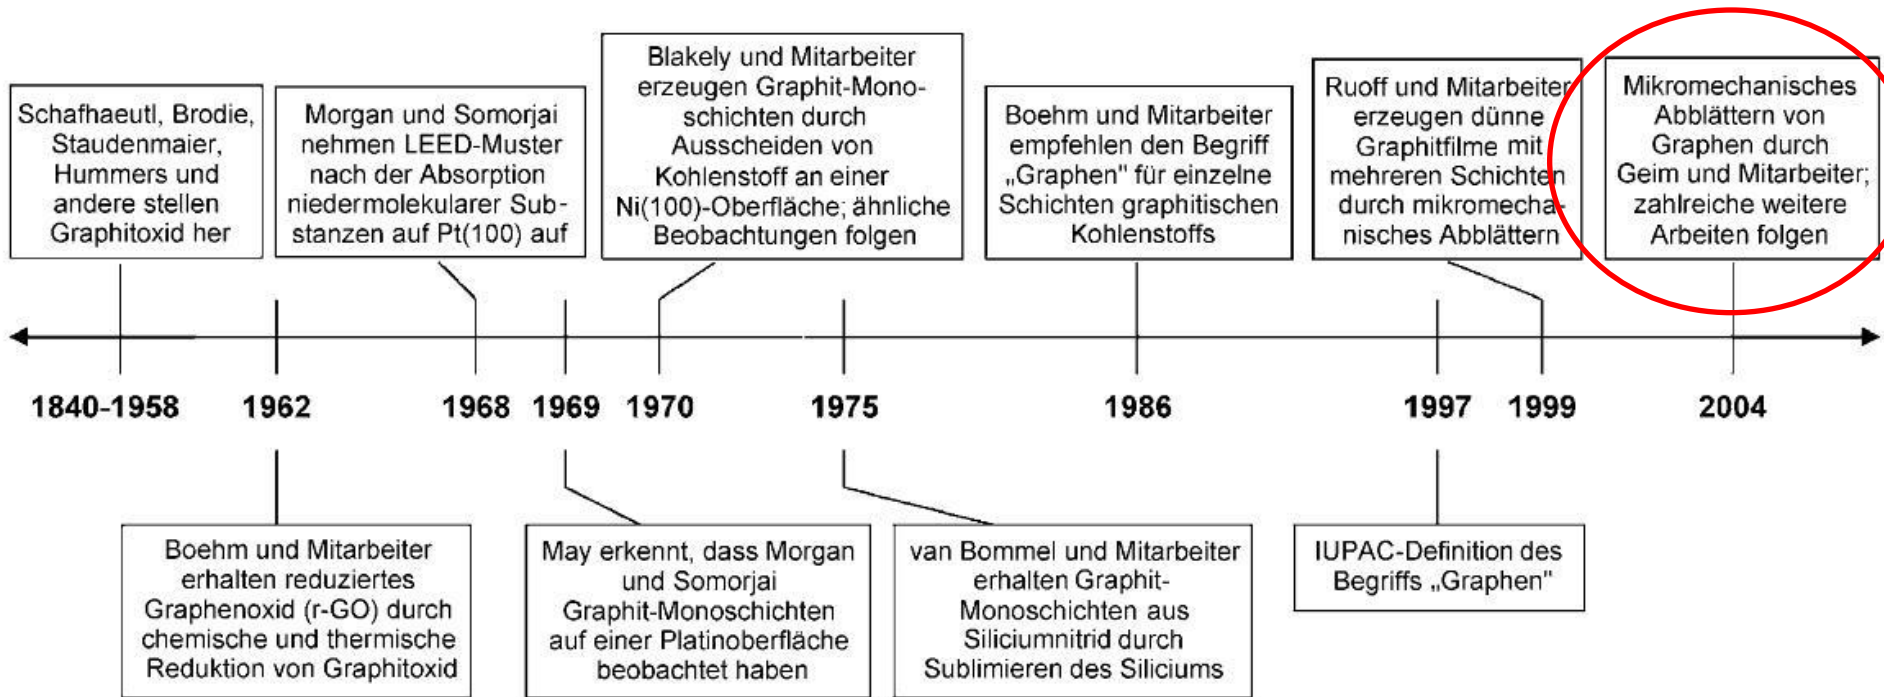 Schafhaeutl, Brodie,
Staudenmaier,
Hummers und
andere stellen
Graphitoxid her
Morgan und Somorjai
nehmen LEED-Muster
nach der Absorption
niedermolekularer Sub-
stanzen auf Pt(100) auf
Blakely und Mitarbeiter
erzeugen Graphit-Mono-
schichten durch
Ausscheiden von
Kohlenstoff an einer
Ni(100)-Oberfläche; ähnliche
Beobachtungen folgen
Boehm und Mitarbeiter
empfehlen den Begriff
„Graphen" für einzelne
Schichten graphitischen
Kohlenstoffs
Ruoff und Mitarbeiter
erzeugen dünne
Graphitfilme mit
mehreren Schichten
durch mikromecha-
nisches Abblättern
Mikromechanisches
Abblättern von
Graphen durch
Geim und Mitarbeiter;
zahlreiche weitere
Arbeiten folgen
1840-1958 1962 1968 1969 1970 1975 1986 1997 1999 2004
Boehm und Mitarbeiter
erhalten reduziertes
Graphenoxid (r-GO) durch
chemische und thermische
Reduktion von Graphitoxid
May erkennt, dass Morgan
und Somorjai
Graphit-Monoschichten
auf einer Platinoberfläche
beobachtet haben
van Bommel und Mitarbeiter
erhalten Graphit-
Monoschichten aus
Siliciumnitrid durch
Sublimieren des Siliciums
IUPAC-Definition des
Begriffs „Graphen"